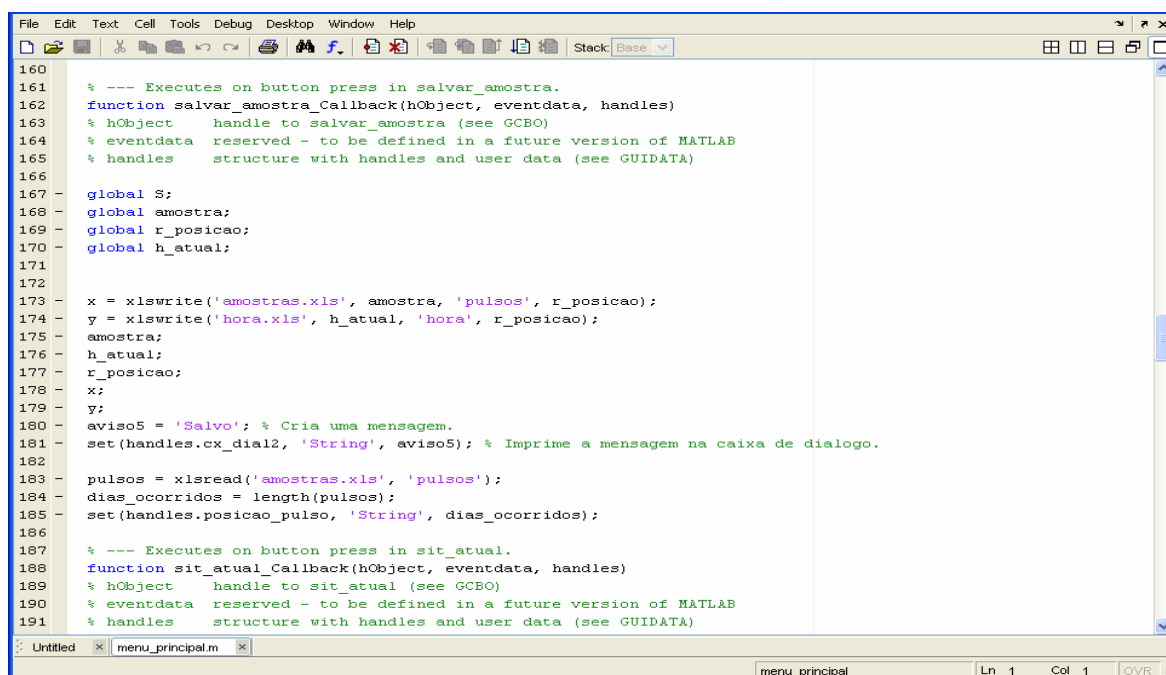 File Edit Text Cell Tools Debug Desktop Window Help
Stack: Base
160
161 % --- Executes on button press in salvar_amostra.
162 function salvar_amostra_Callback(hObject, eventdata, handles)
163 % hObject    handle to salvar_amostra (see GCBO)
164 % eventdata  reserved - to be defined in a future version of MATLAB
165 % handles    structure with handles and user data (see GUIDATA)
166
167 - global S;
168 - global amostra;
169 - global r_posicao;
170 - global h_atual;
171
172
173 - x = xlswrite('amostras.xls', amostra, 'pulsos', r_posicao);
174 - y = xlswrite('hora.xls', h_atual, 'hora', r_posicao);
175 - amostra;
176 - h_atual;
177 - r_posicao;
178 - x;
179 - y;
180 - aviso5 = 'Salvo'; % Cria uma mensagem.
181 - set(handles.cx_dial2, 'String', aviso5); % Imprime a mensagem na caixa de dialogo.
182
183 - pulsos = xlsread('amostras.xls', 'pulsos');
184 - dias_ocorridos = length(pulsos);
185 - set(handles.posicao_pulso, 'String', dias_ocorridos);
186
187 % --- Executes on button press in sit_atual.
188 function sit_atual_Callback(hObject, eventdata, handles)
189 % hObject    handle to sit_atual (see GCBO)
190 % eventdata  reserved - to be defined in a future version of MATLAB
191 % handles    structure with handles and user data (see GUIDATA)
Untitled × menu_principal.m ×
menu_principal Ln 1 Col 1 OVR